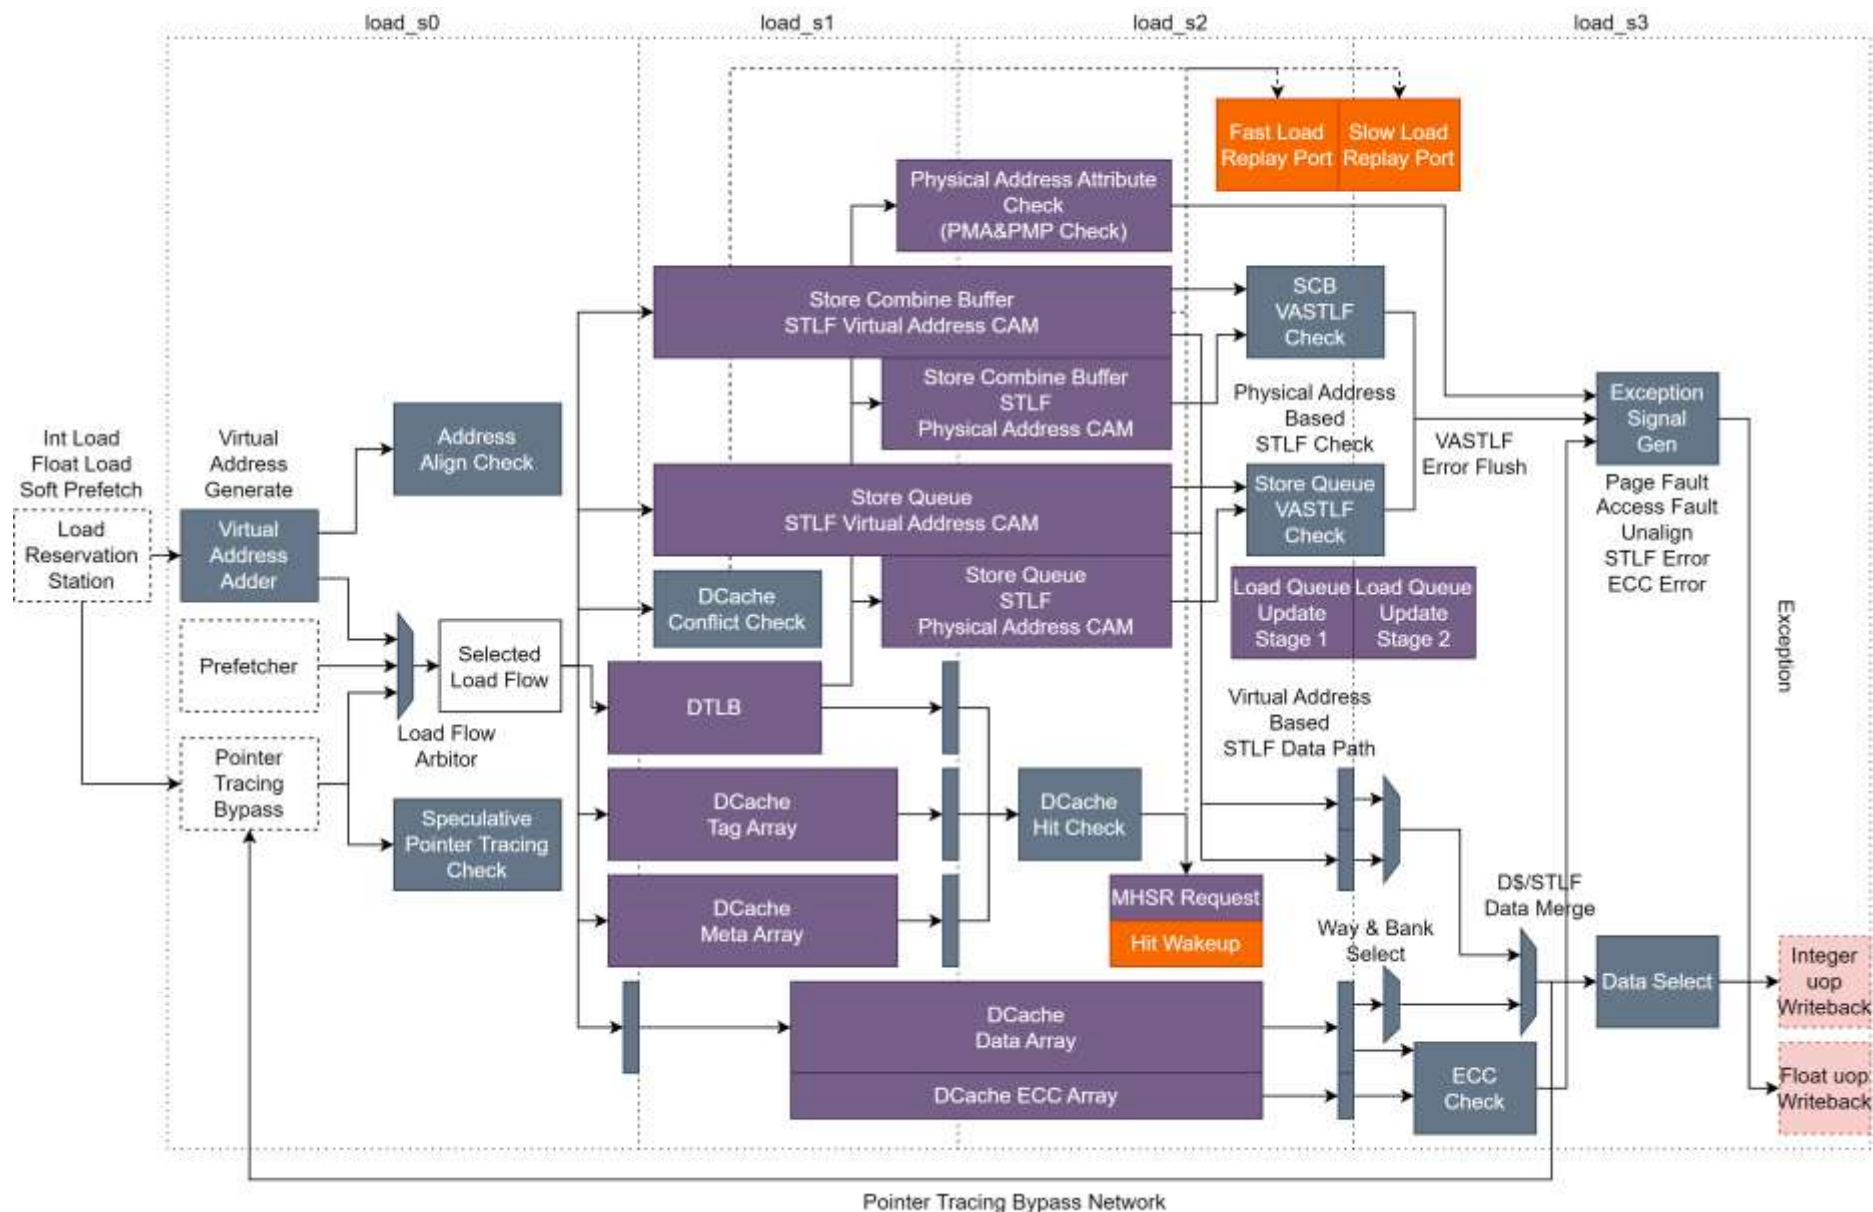 load_s0
load_s1
load_s2
load_s3
Fast Load
Replay Port
Slow Load
Replay Port
Physical Address Attribute
Check
(PMA&PMP Check)
Store Combine Buffer
STLF Virtual Address CAM
SCB
VASTLF
Check
Store Combine Buffer
STLF
Physical Address CAM
Physical Address
Based
STLF Check
Exception
Signal
Gen
VASTLF
Error Flush
Page Fault
Access Fault
Unalign
STLF Error
ECC Error
Int Load
Float Load
Soft Prefetch
Virtual
Address
Generate
Address
Align Check
Store Queue
STLF Virtual Address CAM
Store Queue
VASTLF
Check
Load
Reservation
Station
Virtual
Address
Adder
DCache
Conflict Check
Store Queue
STLF
Physical Address CAM
Load Queue
Update
Stage 1
Load Queue
Update
Stage 2
Exception
Prefetcher
Selected
Load Flow
DTLB
Load Flow
Arbitor
Virtual Address
Based
STLF Data Path
Pointer
Tracing
Bypass
Speculative
Pointer Tracing
Check
DCache
Tag Array
DCache
Hit Check
DCache
Meta Array
MHSR Request
Hit Wakeup
D$/STLF
Data Merge
Way & Bank
Select
Data Select
Integer
uop
Writeback
DCache
Data Array
DCache ECC Array
ECC
Check
Float uop
Writeback
Pointer Tracing Bypass Network